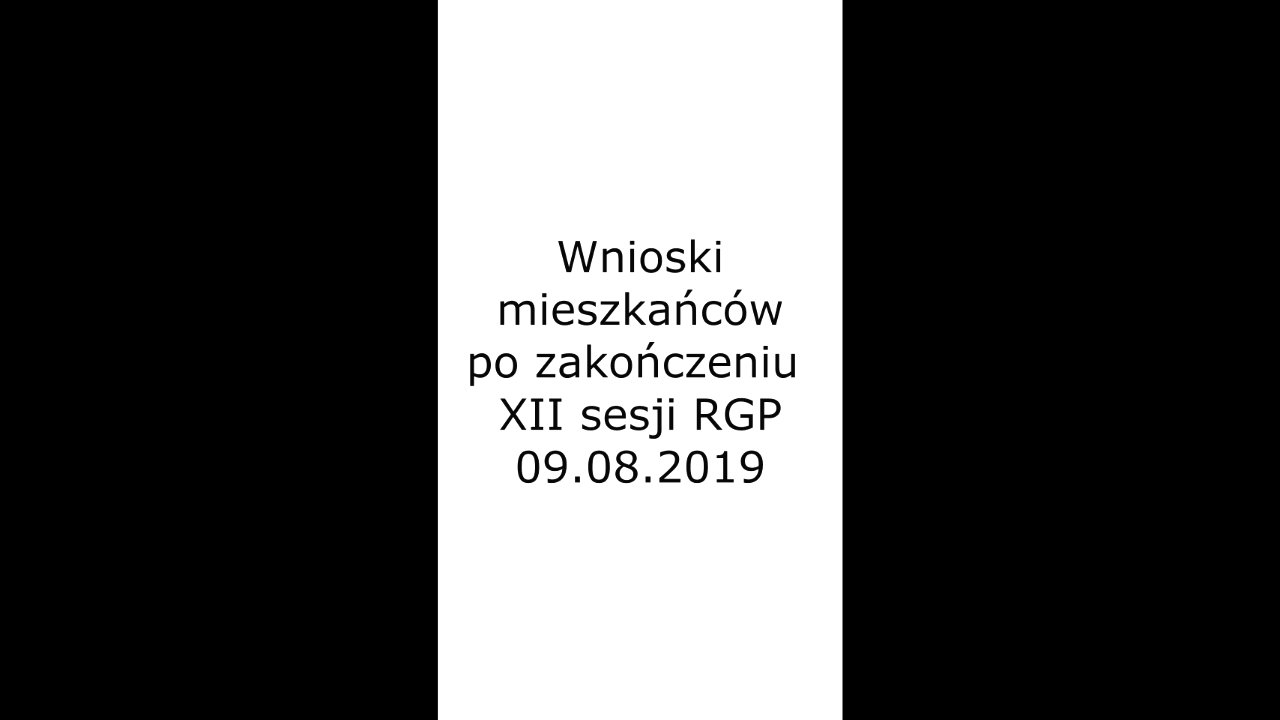 Wnioski
mieszkańców
po zakończeniu
XII sesji RGP
09.08.2019